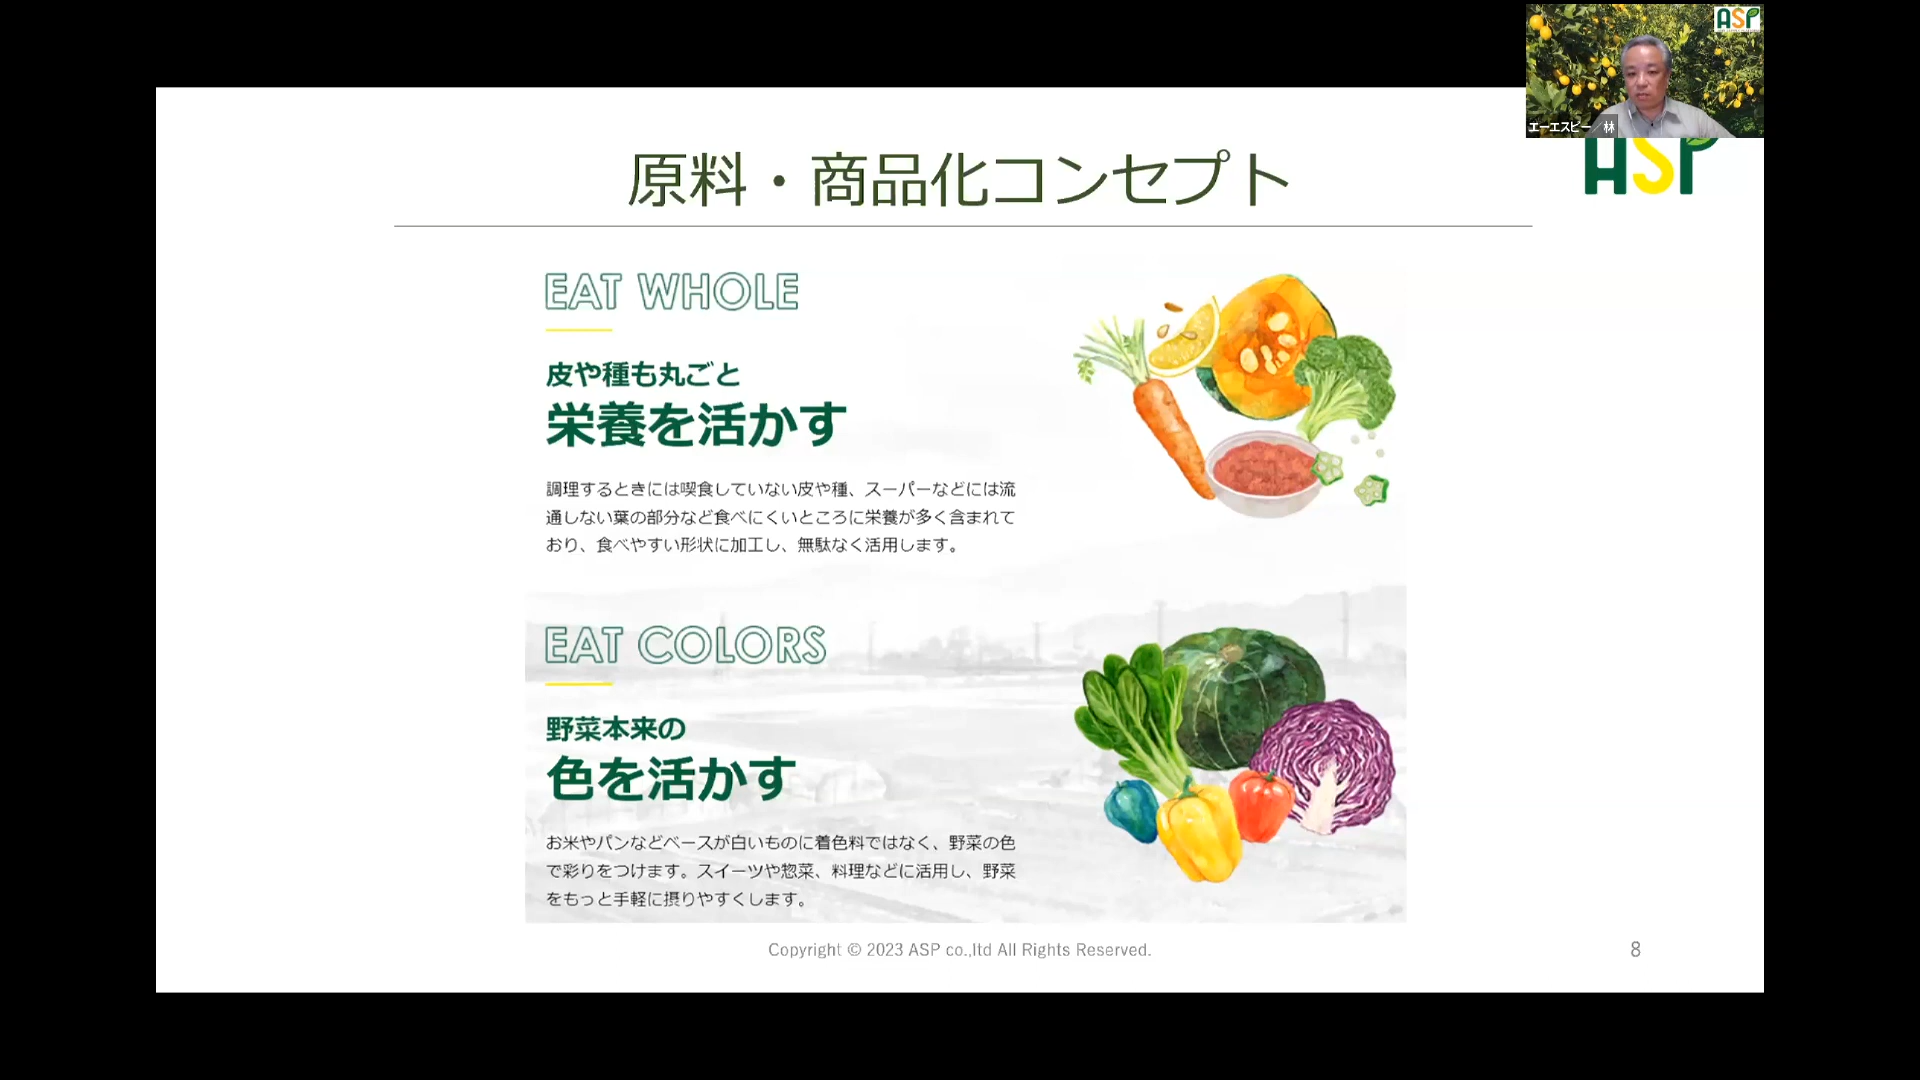 ASP
エーエスピー／林
ASP
原料・商品化コンセプト
EAT WHOLE
皮や種も丸ごと
栄養を活かす
調理するときには喫食していない皮や種、スーパーなどには流
通しない葉の部分など食べにくいところに栄養が多く含まれて
おり、食べやすい形状に加工し、無駄なく活用します。
EAT COLORS
野菜本来の
色を活かす
お米やパンなどベースが白いものに着色料ではなく、野菜の色
で彩りをつけます。スイーツや惣菜、料理などに活用し、野菜
をもっと手軽に摂りやすくします。
Copyright © 2023 ASP co.,ltd All Rights Reserved.
8